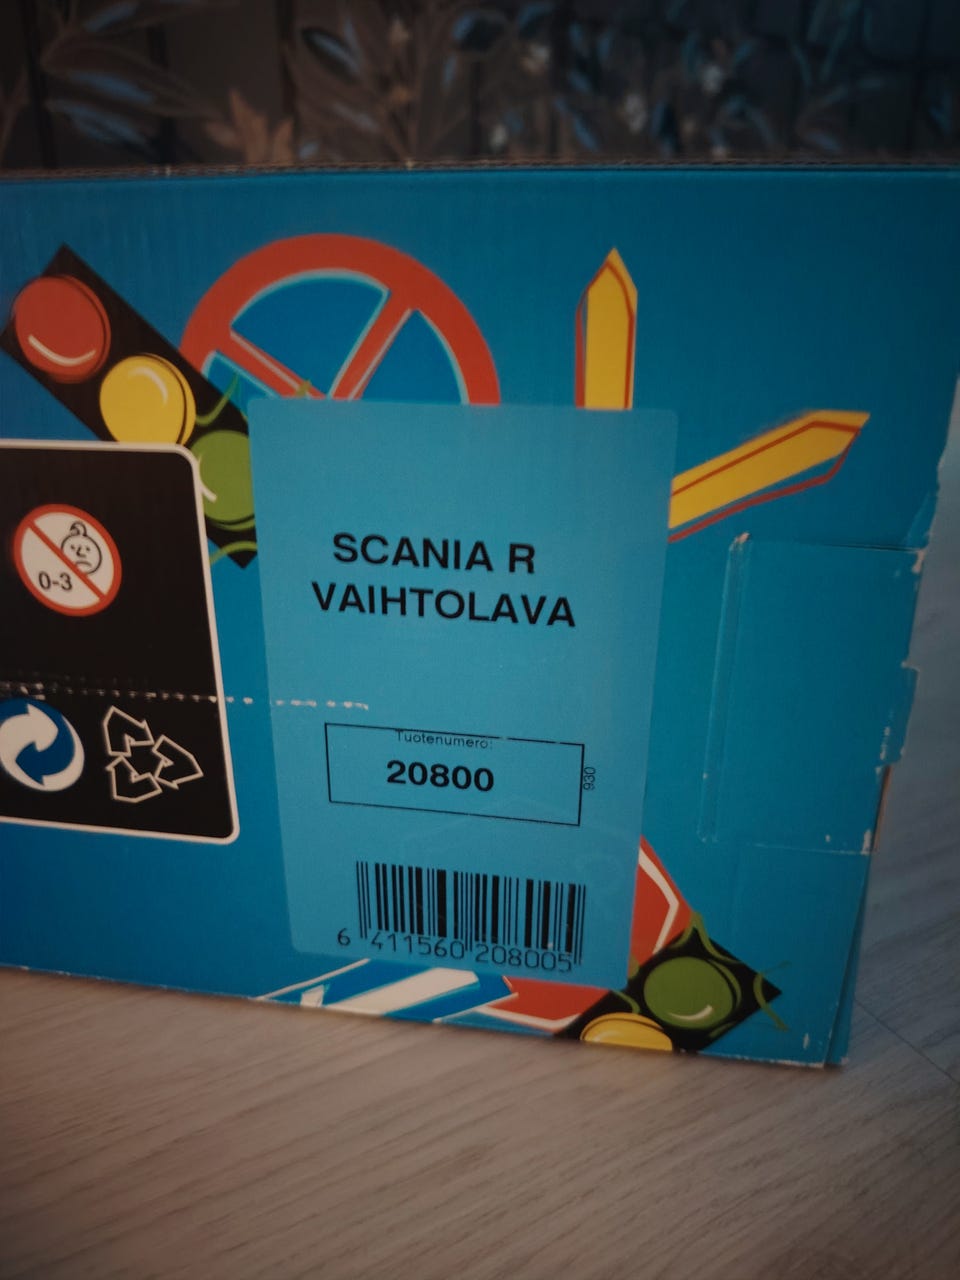 SCANIA R
VAIHTOLAVA
0-3
Tuotenumero:
20800
930
6 411560 208005